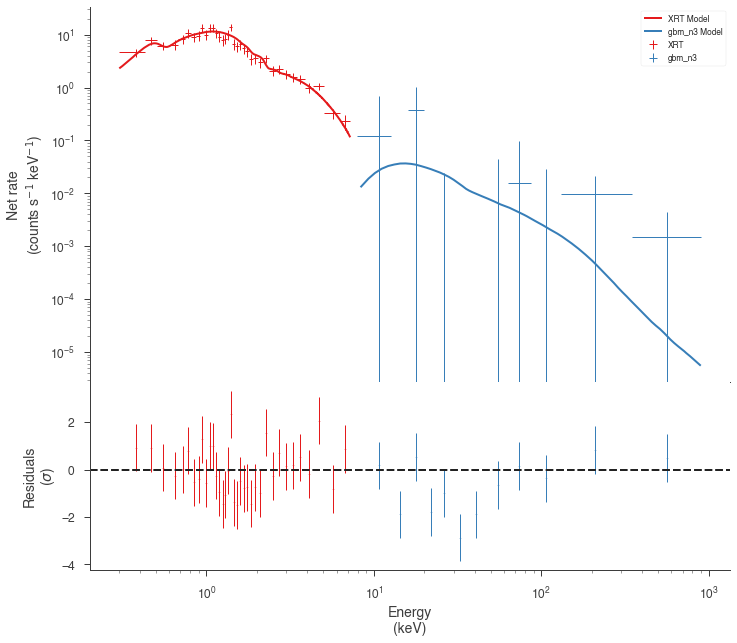 XRT Model
gbm_n3 Model
XRT
gbm_n3
Net rate
(counts s⁻¹ keV⁻¹)
10¹
10⁰
10⁻¹
10⁻²
10⁻³
10⁻⁴
10⁻⁵
Residuals
(σ)
2
0
−2
−4
10⁰ 10¹ 10² 10³
Energy
(keV)